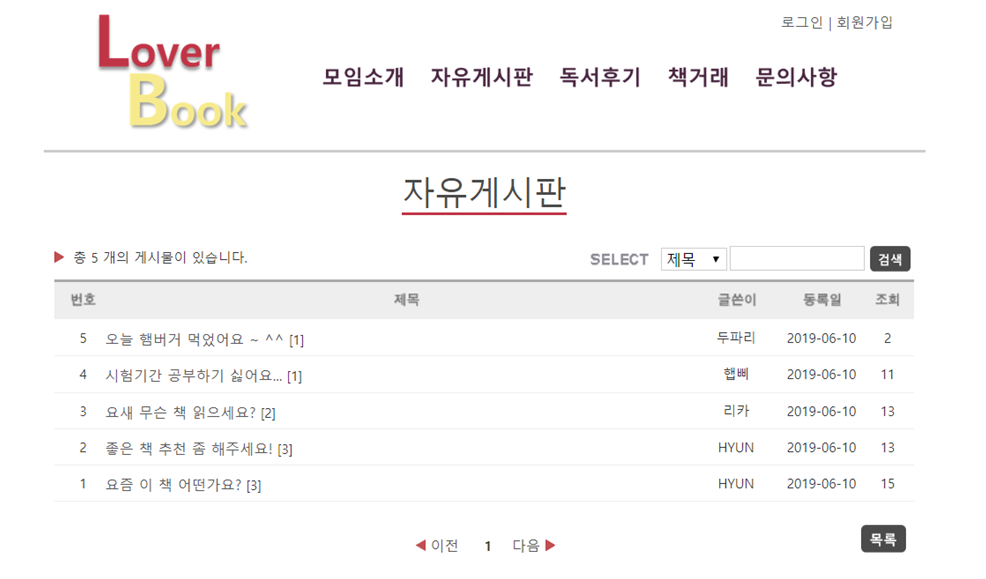 로그인 | 회원가입
Lover
Book
모임소개 자유게시판 독서후기 책거래 문의사항
자유게시판
▶ 총 5 개의 게시물이 있습니다. SELECT 제목 ▼ 검색
번호 제목 글쓴이 등록일 조회
5 오늘 햄버거 먹었어요 ~ ^^ [1] 두파리 2019-06-10 2
4 시험기간 공부하기 싫어요... [1] 햅삐 2019-06-10 11
3 요새 무슨 책 읽으세요? [2] 리카 2019-06-10 13
2 좋은 책 추천 좀 해주세요! [3] HYUN 2019-06-10 13
1 요즘 이 책 어떤가요? [3] HYUN 2019-06-10 15
◀ 이전 1 다음 ▶ 목록